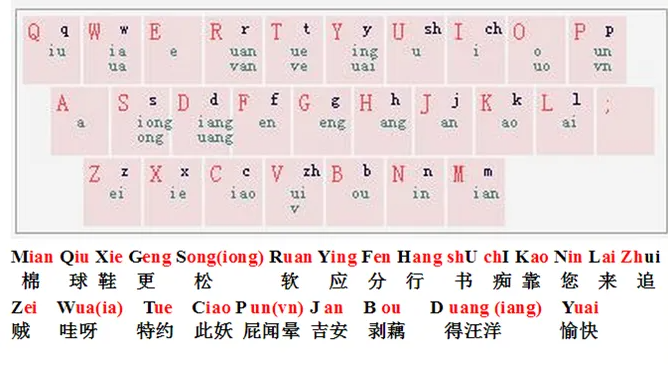 Q q W w E R r T t Y y U sh I ch O P p
iu ia e uan ue ing u i o un
ua van ve uai uo vn
A S s D d F f G g H h J j K k L l ;
a iong iang en eng ang an ao ai
ong uang
Z z X x C c V zh B b N n M m
ei ie iao ui ou in ian
v
Mian Qiu Xie Geng Song(iong) Ruan Ying Fen Hang shU chI Kao Nin Lai Zhui
棉 球 鞋 更 松 软 应 分 行 书 痴 靠 您 来 追
Zei Wua(ia) Tue Ciao P un(vn) J an B ou D uang (iang) Yuai
贼 哇呀 特约 此妖 屁闻晕 吉安 剥藕 得汪洋 愉快